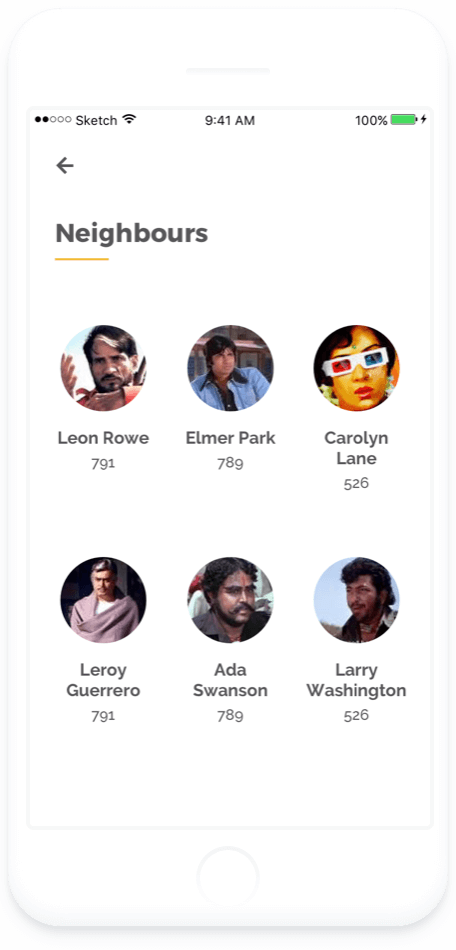 Sketch 9:41 AM 100%
Neighbours
Leon Rowe Elmer Park Carolyn
Lane
791 789
526
Leroy Ada Larry
Guerrero Swanson Washington
791 789 526